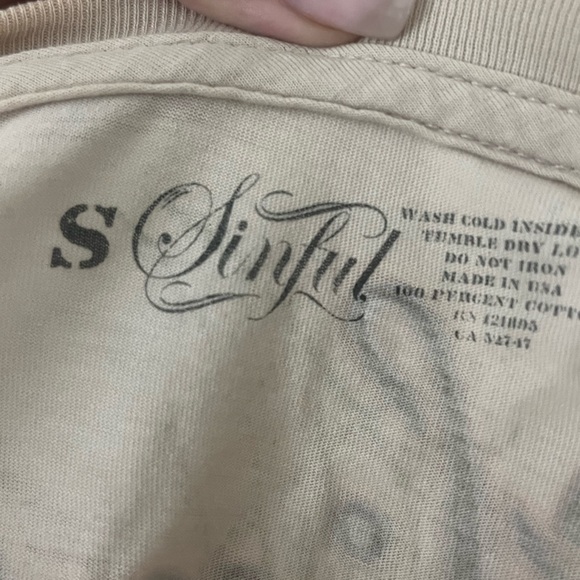 S
Sinful
WASH COLD INSIDE
TUMBLE DRY LO
DO NOT IRON
MADE IN USA
100 PERCENT COTTO
RN 121805
CA 52747